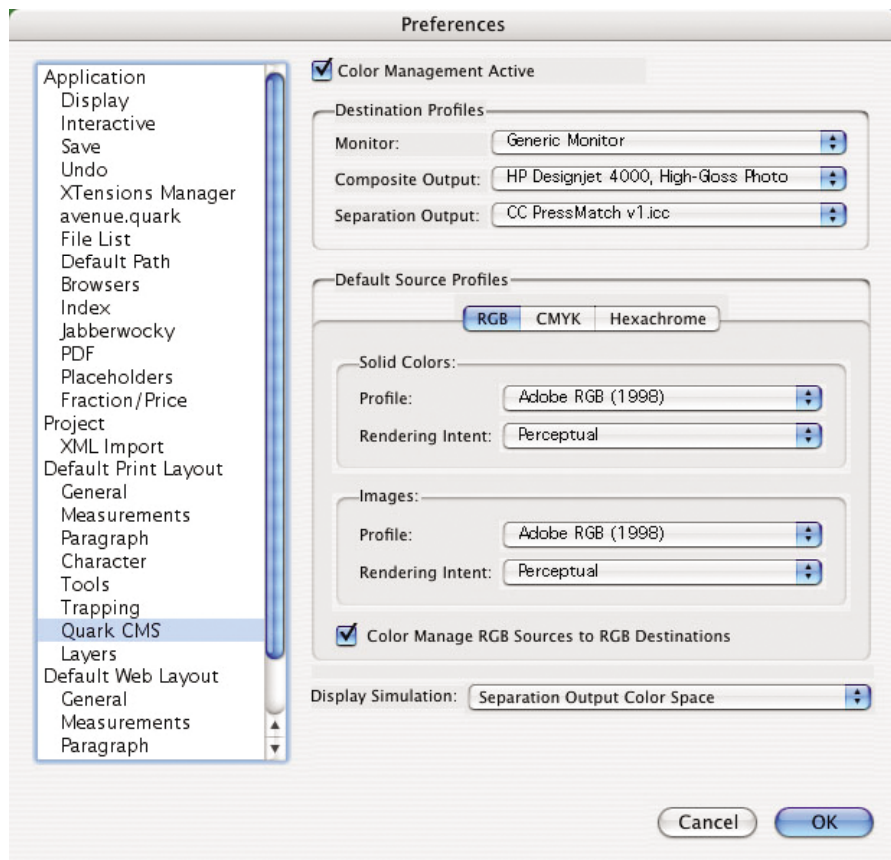 Preferences
Application
Display
Interactive
Save
Undo
XTensions Manager
avenue.quark
File List
Default Path
Browsers
Index
Jabberwocky
PDF
Placeholders
Fraction/Price
Project
XML Import
Default Print Layout
General
Measurements
Paragraph
Character
Tools
Trapping
Quark CMS
Layers
Default Web Layout
General
Measurements
Paragraph
Color Management Active
Destination Profiles
Monitor: Generic Monitor
Composite Output: HP Designjet 4000, High-Gloss Photo
Separation Output: CC PressMatch v1.icc
Default Source Profiles
RGB CMYK Hexachrome
Solid Colors:
Profile: Adobe RGB (1998)
Rendering Intent: Perceptual
Images:
Profile: Adobe RGB (1998)
Rendering Intent: Perceptual
Color Manage RGB Sources to RGB Destinations
Display Simulation: Separation Output Color Space
Cancel OK